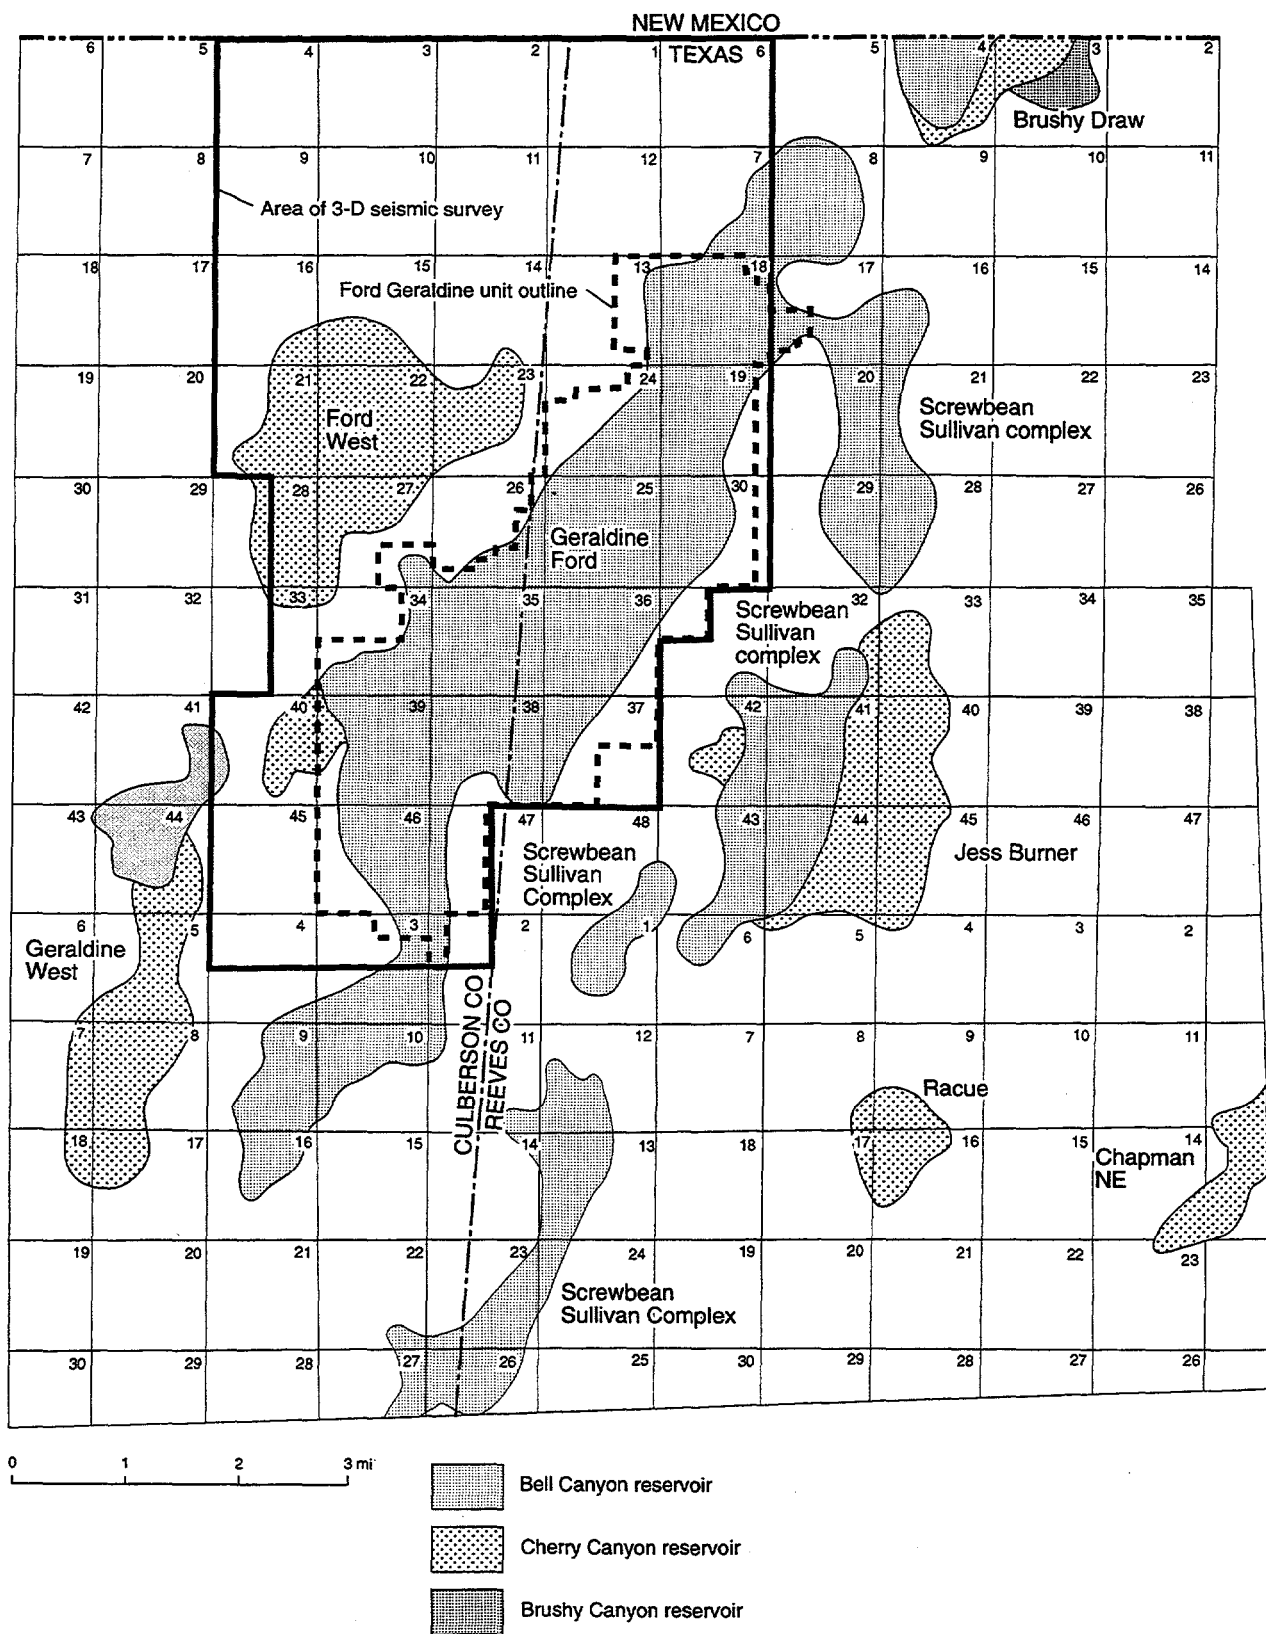 NEW MEXICO
6 5 4 3 2 1 6 5 4 3 2
TEXAS
Brushy Draw
7 8 9 10 11 12 7 8 9 10 11
Area of 3-D seismic survey
18 17 16 15 14 13 18 17 16 15 14
Ford Geraldine unit outline
19 20 21 22 23 24 19 20 21 22 23
Ford
West
Screwbean
Sullivan complex
30 29 28 27 26 25 30 29 28 27 26
Geraldine
Ford
31 32 33 34 35 36 32 33 34 35
Screwbean
Sullivan
complex
42 41 40 39 38 37 42 41 40 39 38
43 44 45 46 47 48 43 44 45 46 47
Screwbean
Sullivan
Complex
Jess Burner
6 5 4 3 2 1 6 5 4 3 2
Geraldine
West
CULBERSON CO
REEVES CO
7 8 9 10 11 12 7 8 9 10 11
Racue
18 17 16 15 14 13 18 17 16 15 14
Chapman
NE
19 20 21 22 23 24 19 20 21 22 23
Screwbean
Sullivan Complex
30 29 28 27 26 25 30 29 28 27 26
0 1 2 3 mi
Bell Canyon reservoir
Cherry Canyon reservoir
Brushy Canyon reservoir